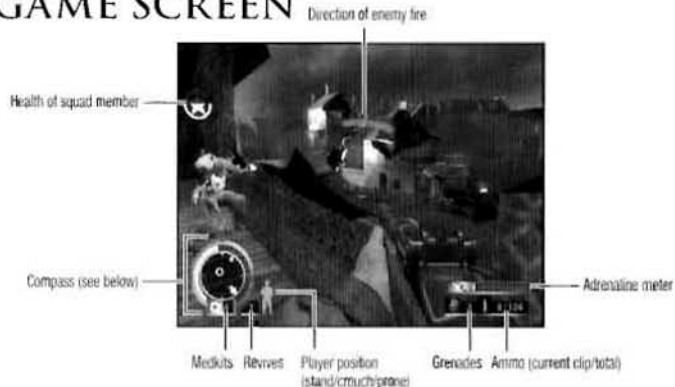 GAME SCREEN
Direction of enemy fire
Health of squad member
Compass (see below)
Adrenaline meter
Medkits
Revives
Player position
(stand/crouch/prone)
Grenades
Ammo (current clip/total)